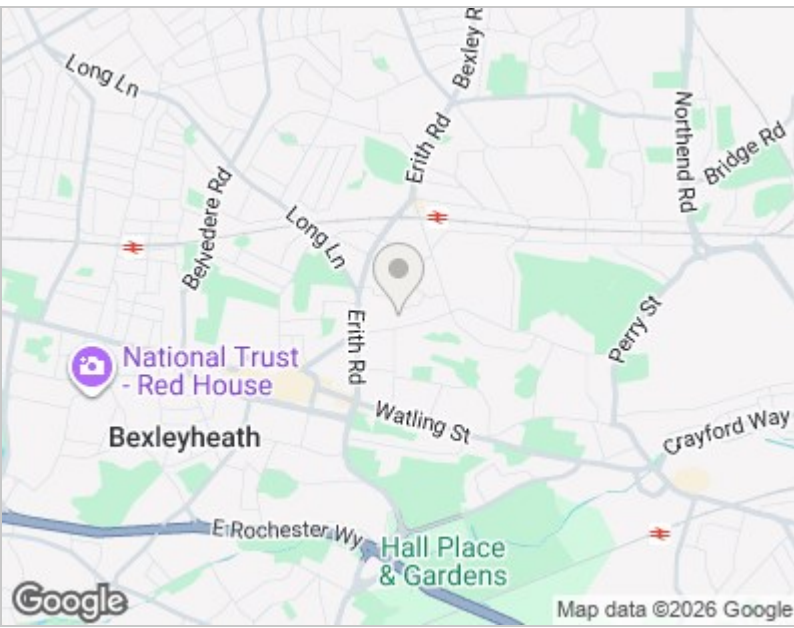 Long Ln
Bexley R
Erith Rd
Northend Rd
Bridge Rd
Belvedere Rd
Long Ln
Perry St
Erith Rd
National Trust
- Red House
Watling St
Crayford Way
Bexleyheath
E Rochester Wy
Hall Place
& Gardens
Google
Map data ©2026 Google